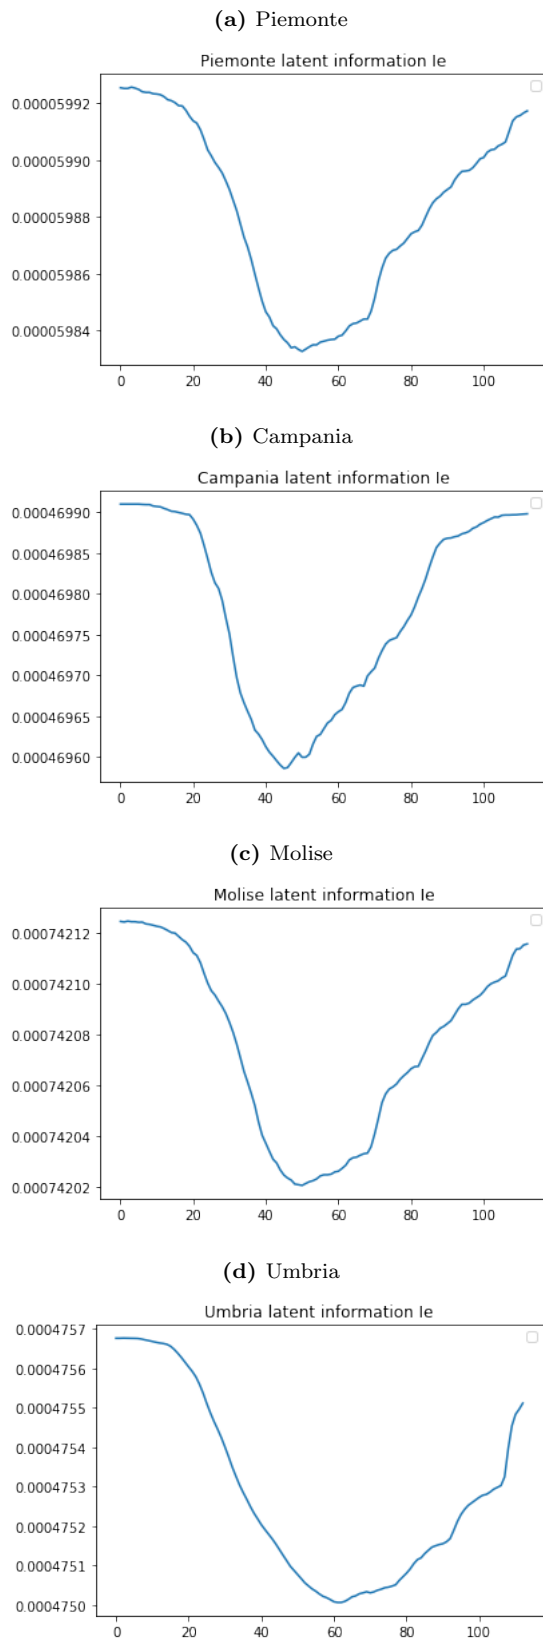 (a) Piemonte
Piemonte latent information Ie
0.00005992
0.00005990
0.00005988
0.00005986
0.00005984
0 20 40 60 80 100
(b) Campania
Campania latent information Ie
0.00046990
0.00046985
0.00046980
0.00046975
0.00046970
0.00046965
0.00046960
0 20 40 60 80 100
(c) Molise
Molise latent information Ie
0.00074212
0.00074210
0.00074208
0.00074206
0.00074204
0.00074202
0 20 40 60 80 100
(d) Umbria
Umbria latent information Ie
0.0004757
0.0004756
0.0004755
0.0004754
0.0004753
0.0004752
0.0004751
0.0004750
0 20 40 60 80 100